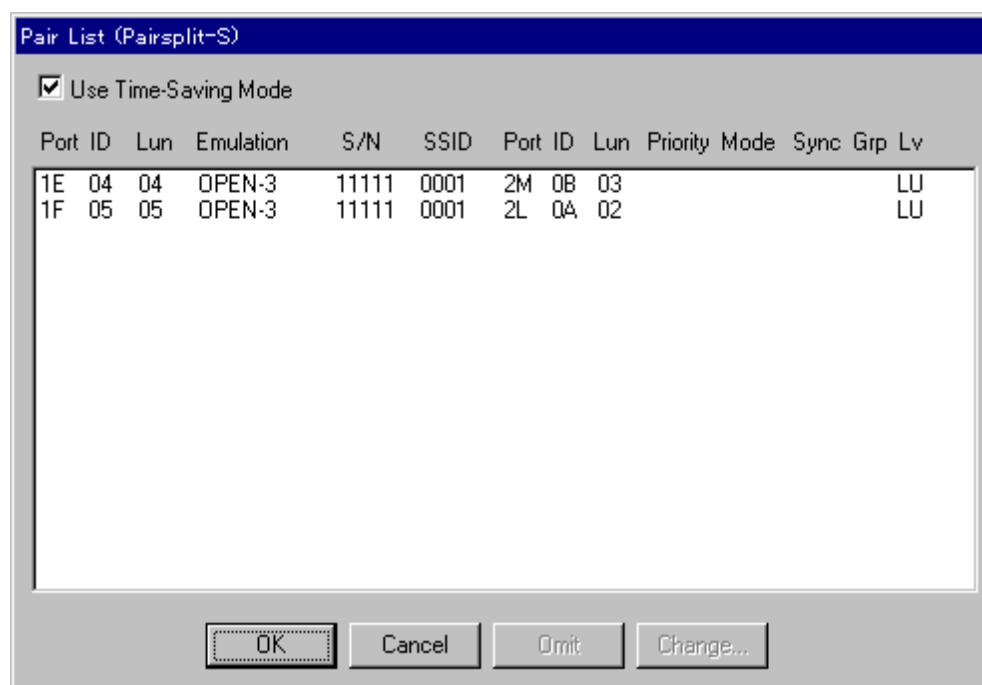 Pair List (Pairsplit-S)
Use Time-Saving Mode
Port ID Lun Emulation S/N SSID Port ID Lun Priority Mode Sync Grp Lv
1E 04 04 OPEN-3 11111 0001 2M 0B 03 LU
1F 05 05 OPEN-3 11111 0001 2L 0A 02 LU
OK Cancel Omit Change...